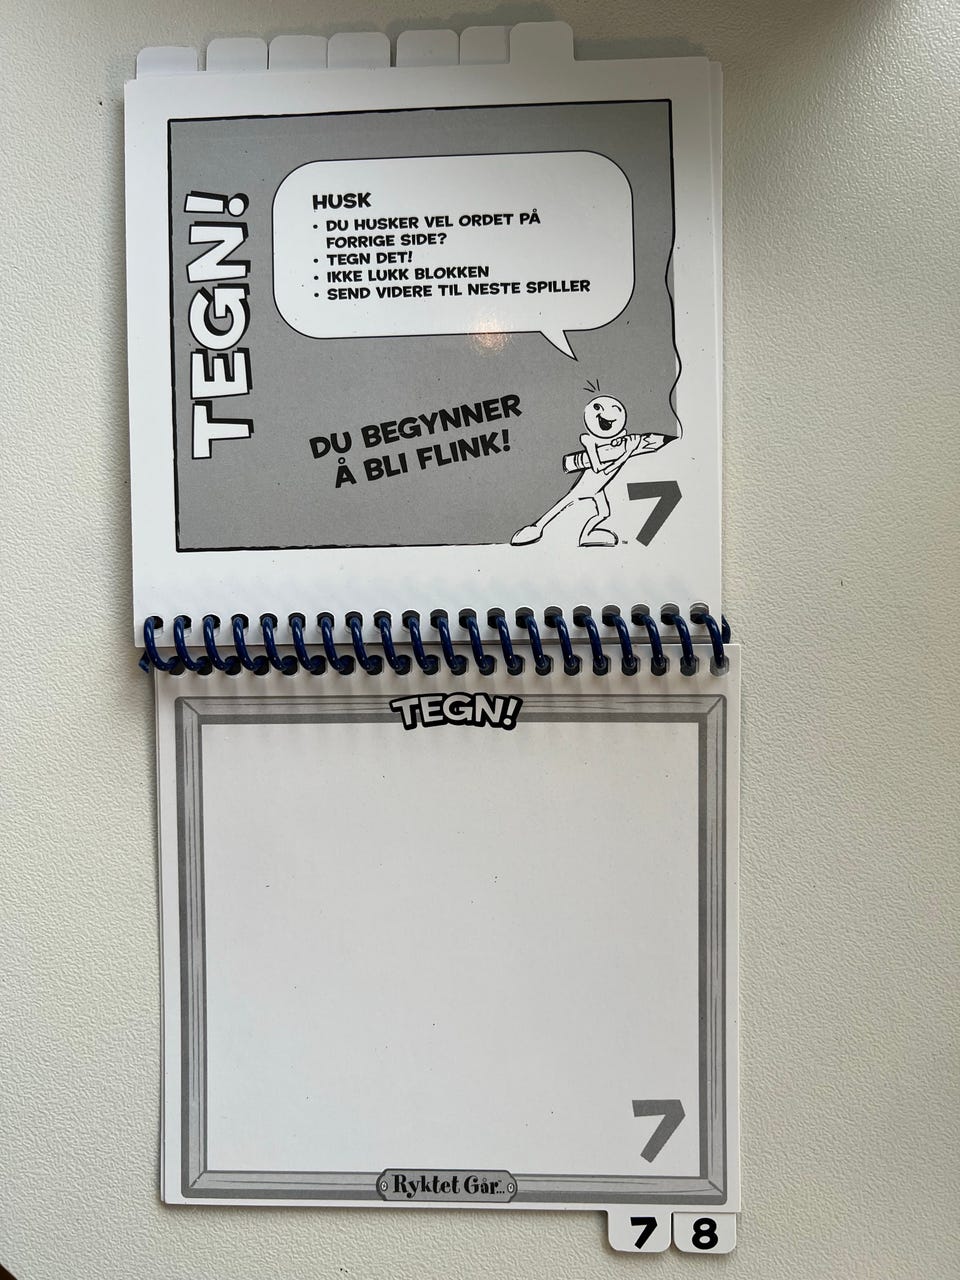 TEGN!
HUSK
• DU HUSKER VEL ORDET PÅ
FORRIGE SIDE?
• TEGN DET!
• IKKE LUKK BLOKKEN
• SEND VIDERE TIL NESTE SPILLER
DU BEGYNNER
Å BLI FLINK!
™
7
TEGN!
7
Ryktet Går...
7 8